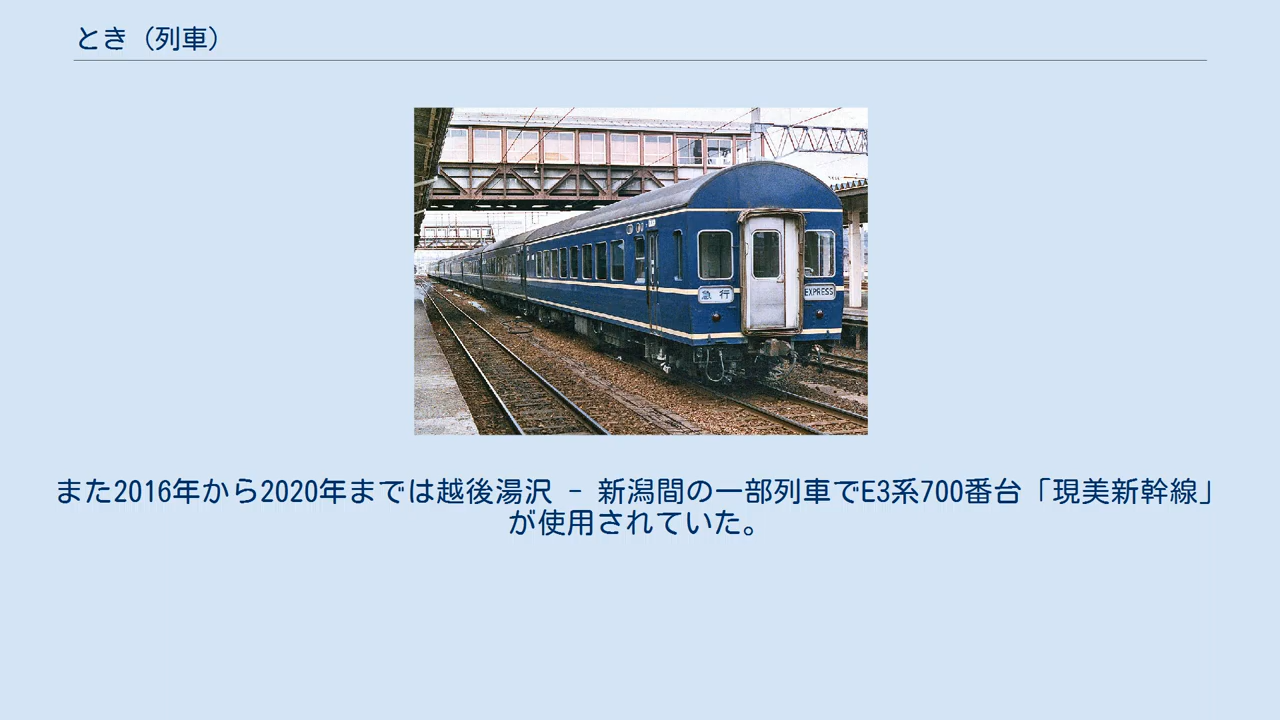 とき（列車）
急行
EXPRESS
また2016年から2020年までは越後湯沢 - 新潟間の一部列車でE3系700番台「現美新幹線」
が使用されていた。